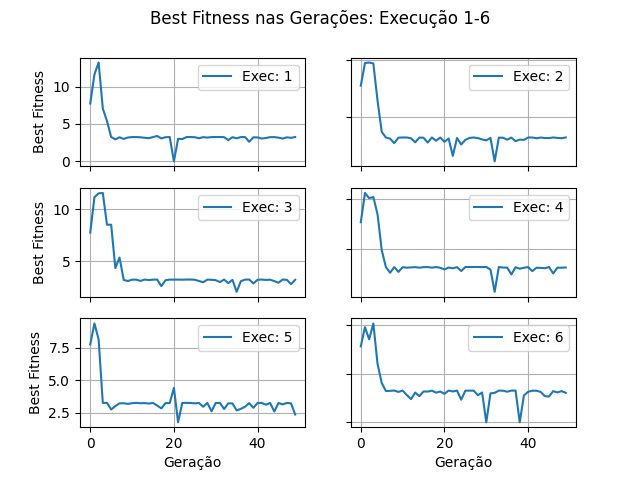 Best Fitness nas Gerações: Execução 1-6
Best Fitness
10
5
0
Exec: 1
Exec: 2
Best Fitness
10
5
Exec: 3
Exec: 4
Best Fitness
7.5
5.0
2.5
Exec: 5
Exec: 6
0 20 40
0 20 40
Geração
Geração